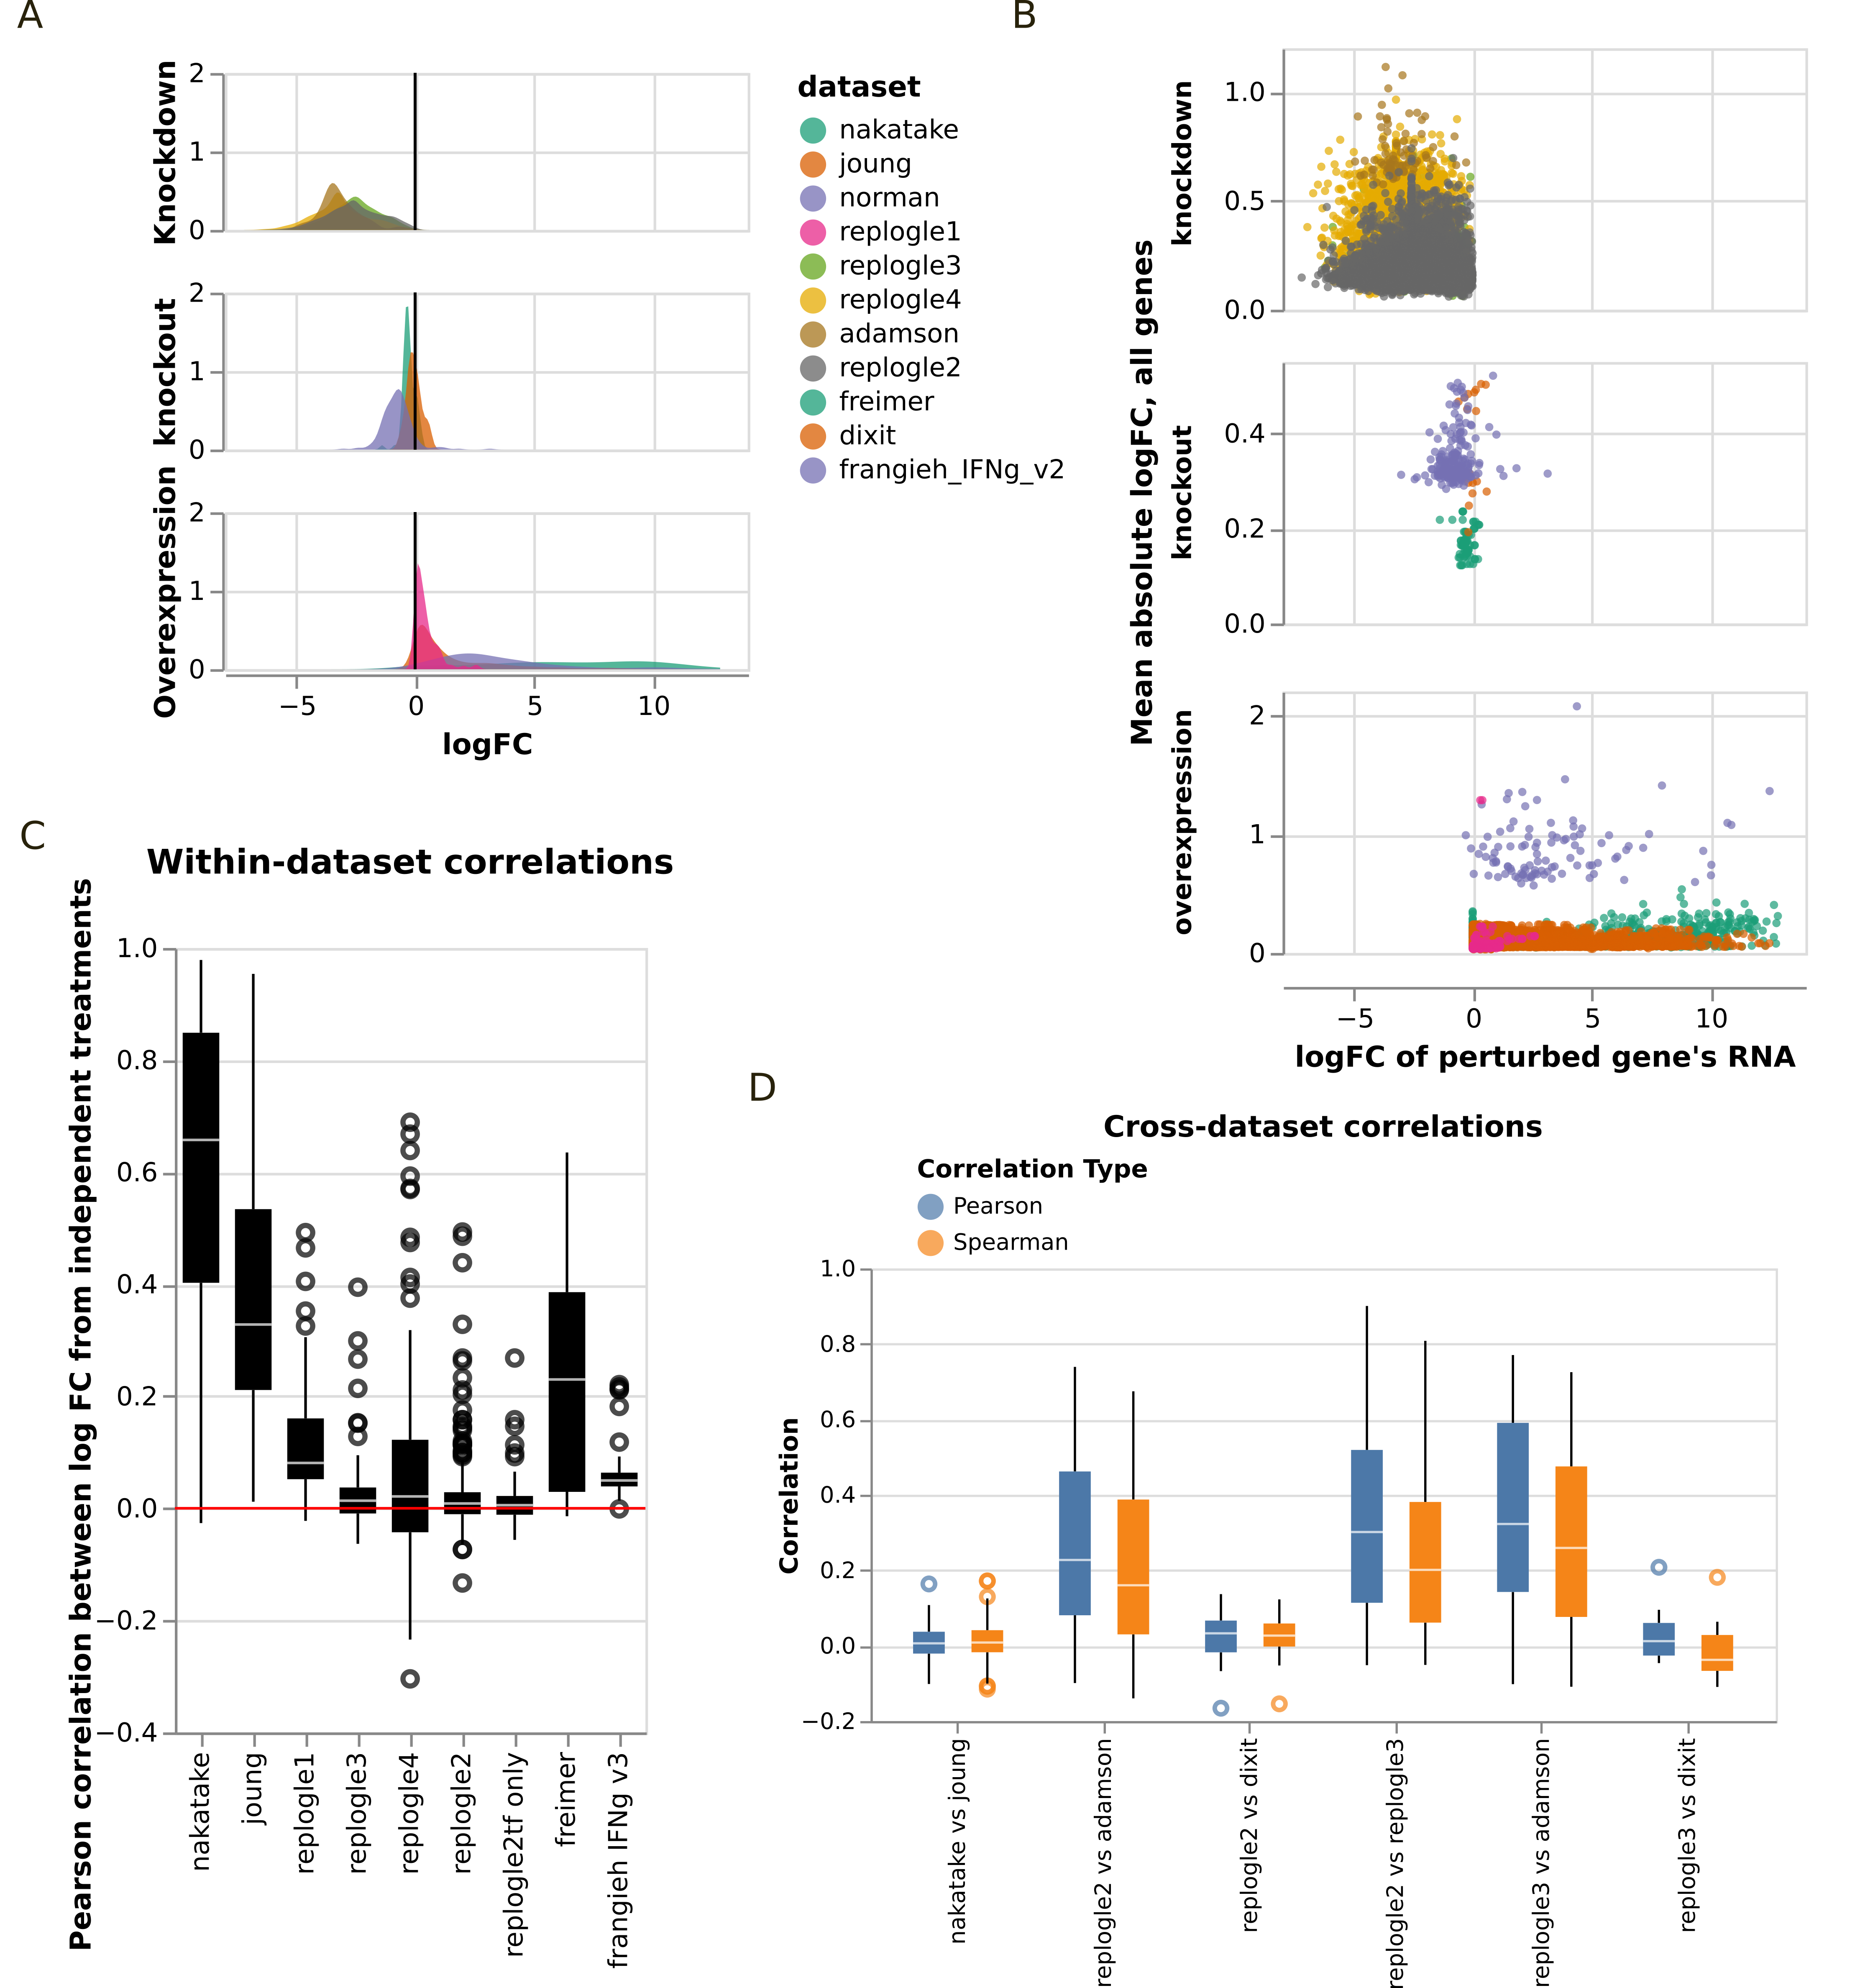 A
Knockdown
2
1
0
knockout
2
1
0
Overexpression
2
1
0
−5
0
5
10
logFC
dataset
nakatake
joung
norman
replogle1
replogle3
replogle4
adamson
replogle2
freimer
dixit
frangieh_IFNg_v2
B
Mean absolute logFC, all genes
knockdown
1.0
0.5
0.0
knockout
0.4
0.2
0.0
overexpression
2
1
0
−5
0
5
10
logFC of perturbed gene's RNA
C
Within-dataset correlations
Pearson correlation between log FC from independent treatments
1.0
0.8
0.6
0.4
0.2
0.0
−0.2
−0.4
nakatake
joung
replogle1
replogle3
replogle4
replogle2
replogle2tf only
freimer
frangieh IFNg v3
D
Cross-dataset correlations
Correlation Type
Pearson
Spearman
Correlation
1.0
0.8
0.6
0.4
0.2
0.0
−0.2
nakatake vs joung
replogle2 vs adamson
replogle2 vs dixit
replogle2 vs replogle3
replogle3 vs adamson
replogle3 vs dixit